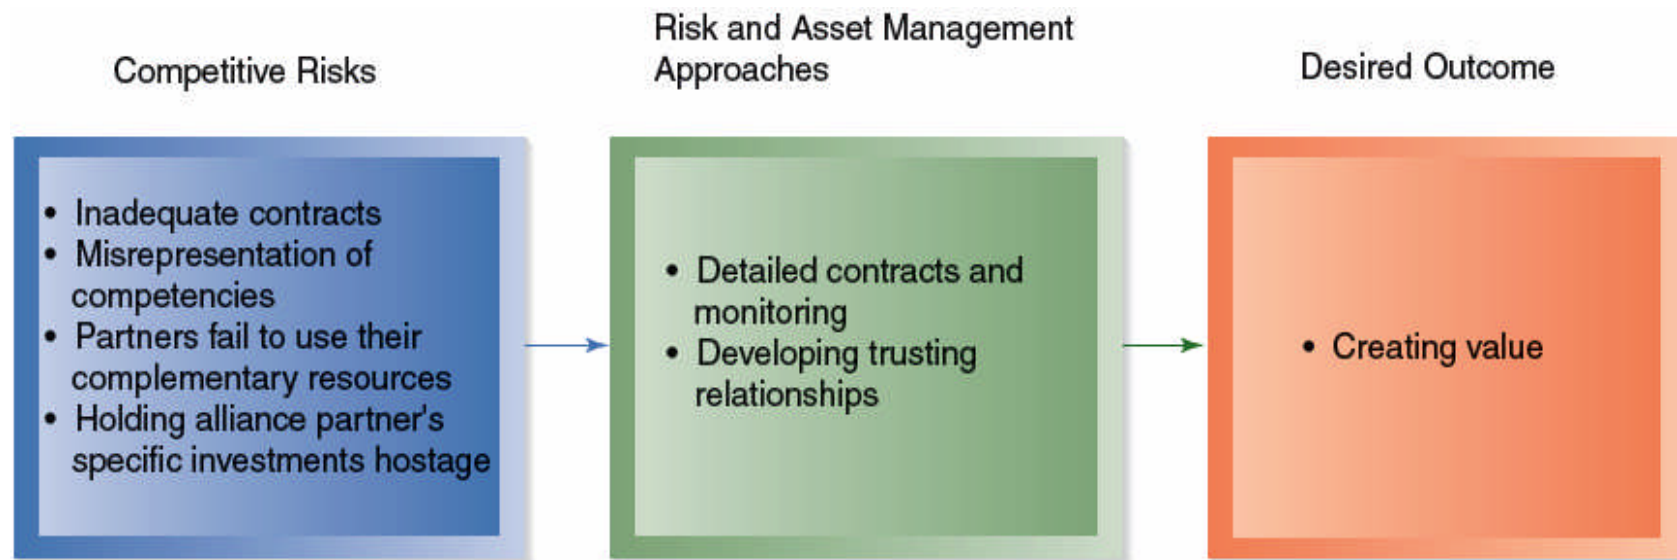 Competitive Risks
• Inadequate contracts
• Misrepresentation of
competencies
• Partners fail to use their
complementary resources
• Holding alliance partner's
specific investments hostage
Risk and Asset Management
Approaches
• Detailed contracts and
monitoring
• Developing trusting
relationships
Desired Outcome
• Creating value